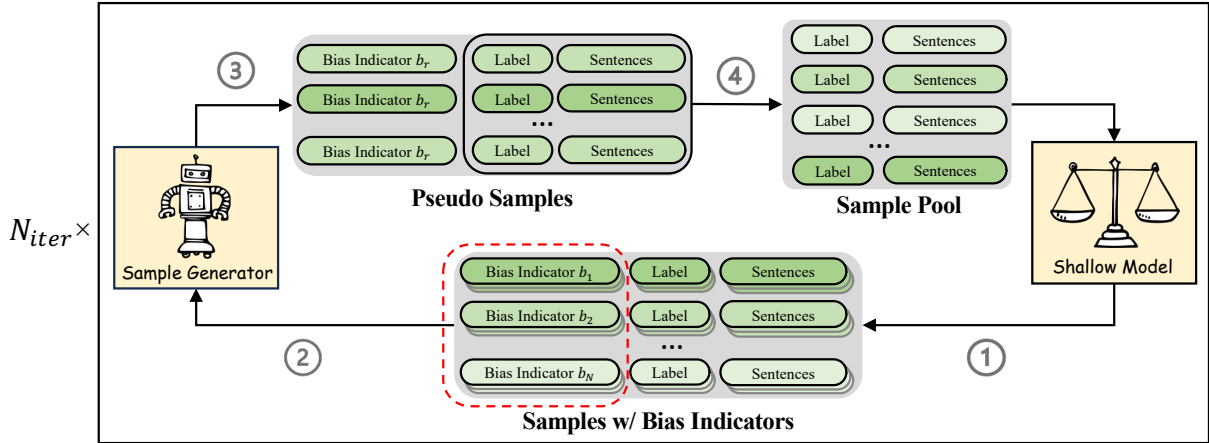 ③
Bias Indicator b_r Label Sentences
Bias Indicator b_r Label Sentences
...
Bias Indicator b_r Label Sentences
Pseudo Samples
④
Label Sentences
Label Sentences
Label Sentences
...
Label Sentences
Sample Pool
N_iter ×
Sample Generator
Shallow Model
Bias Indicator b_1 Label Sentences
Bias Indicator b_2 Label Sentences
...
Bias Indicator b_N Label Sentences
Samples w/ Bias Indicators
②
①